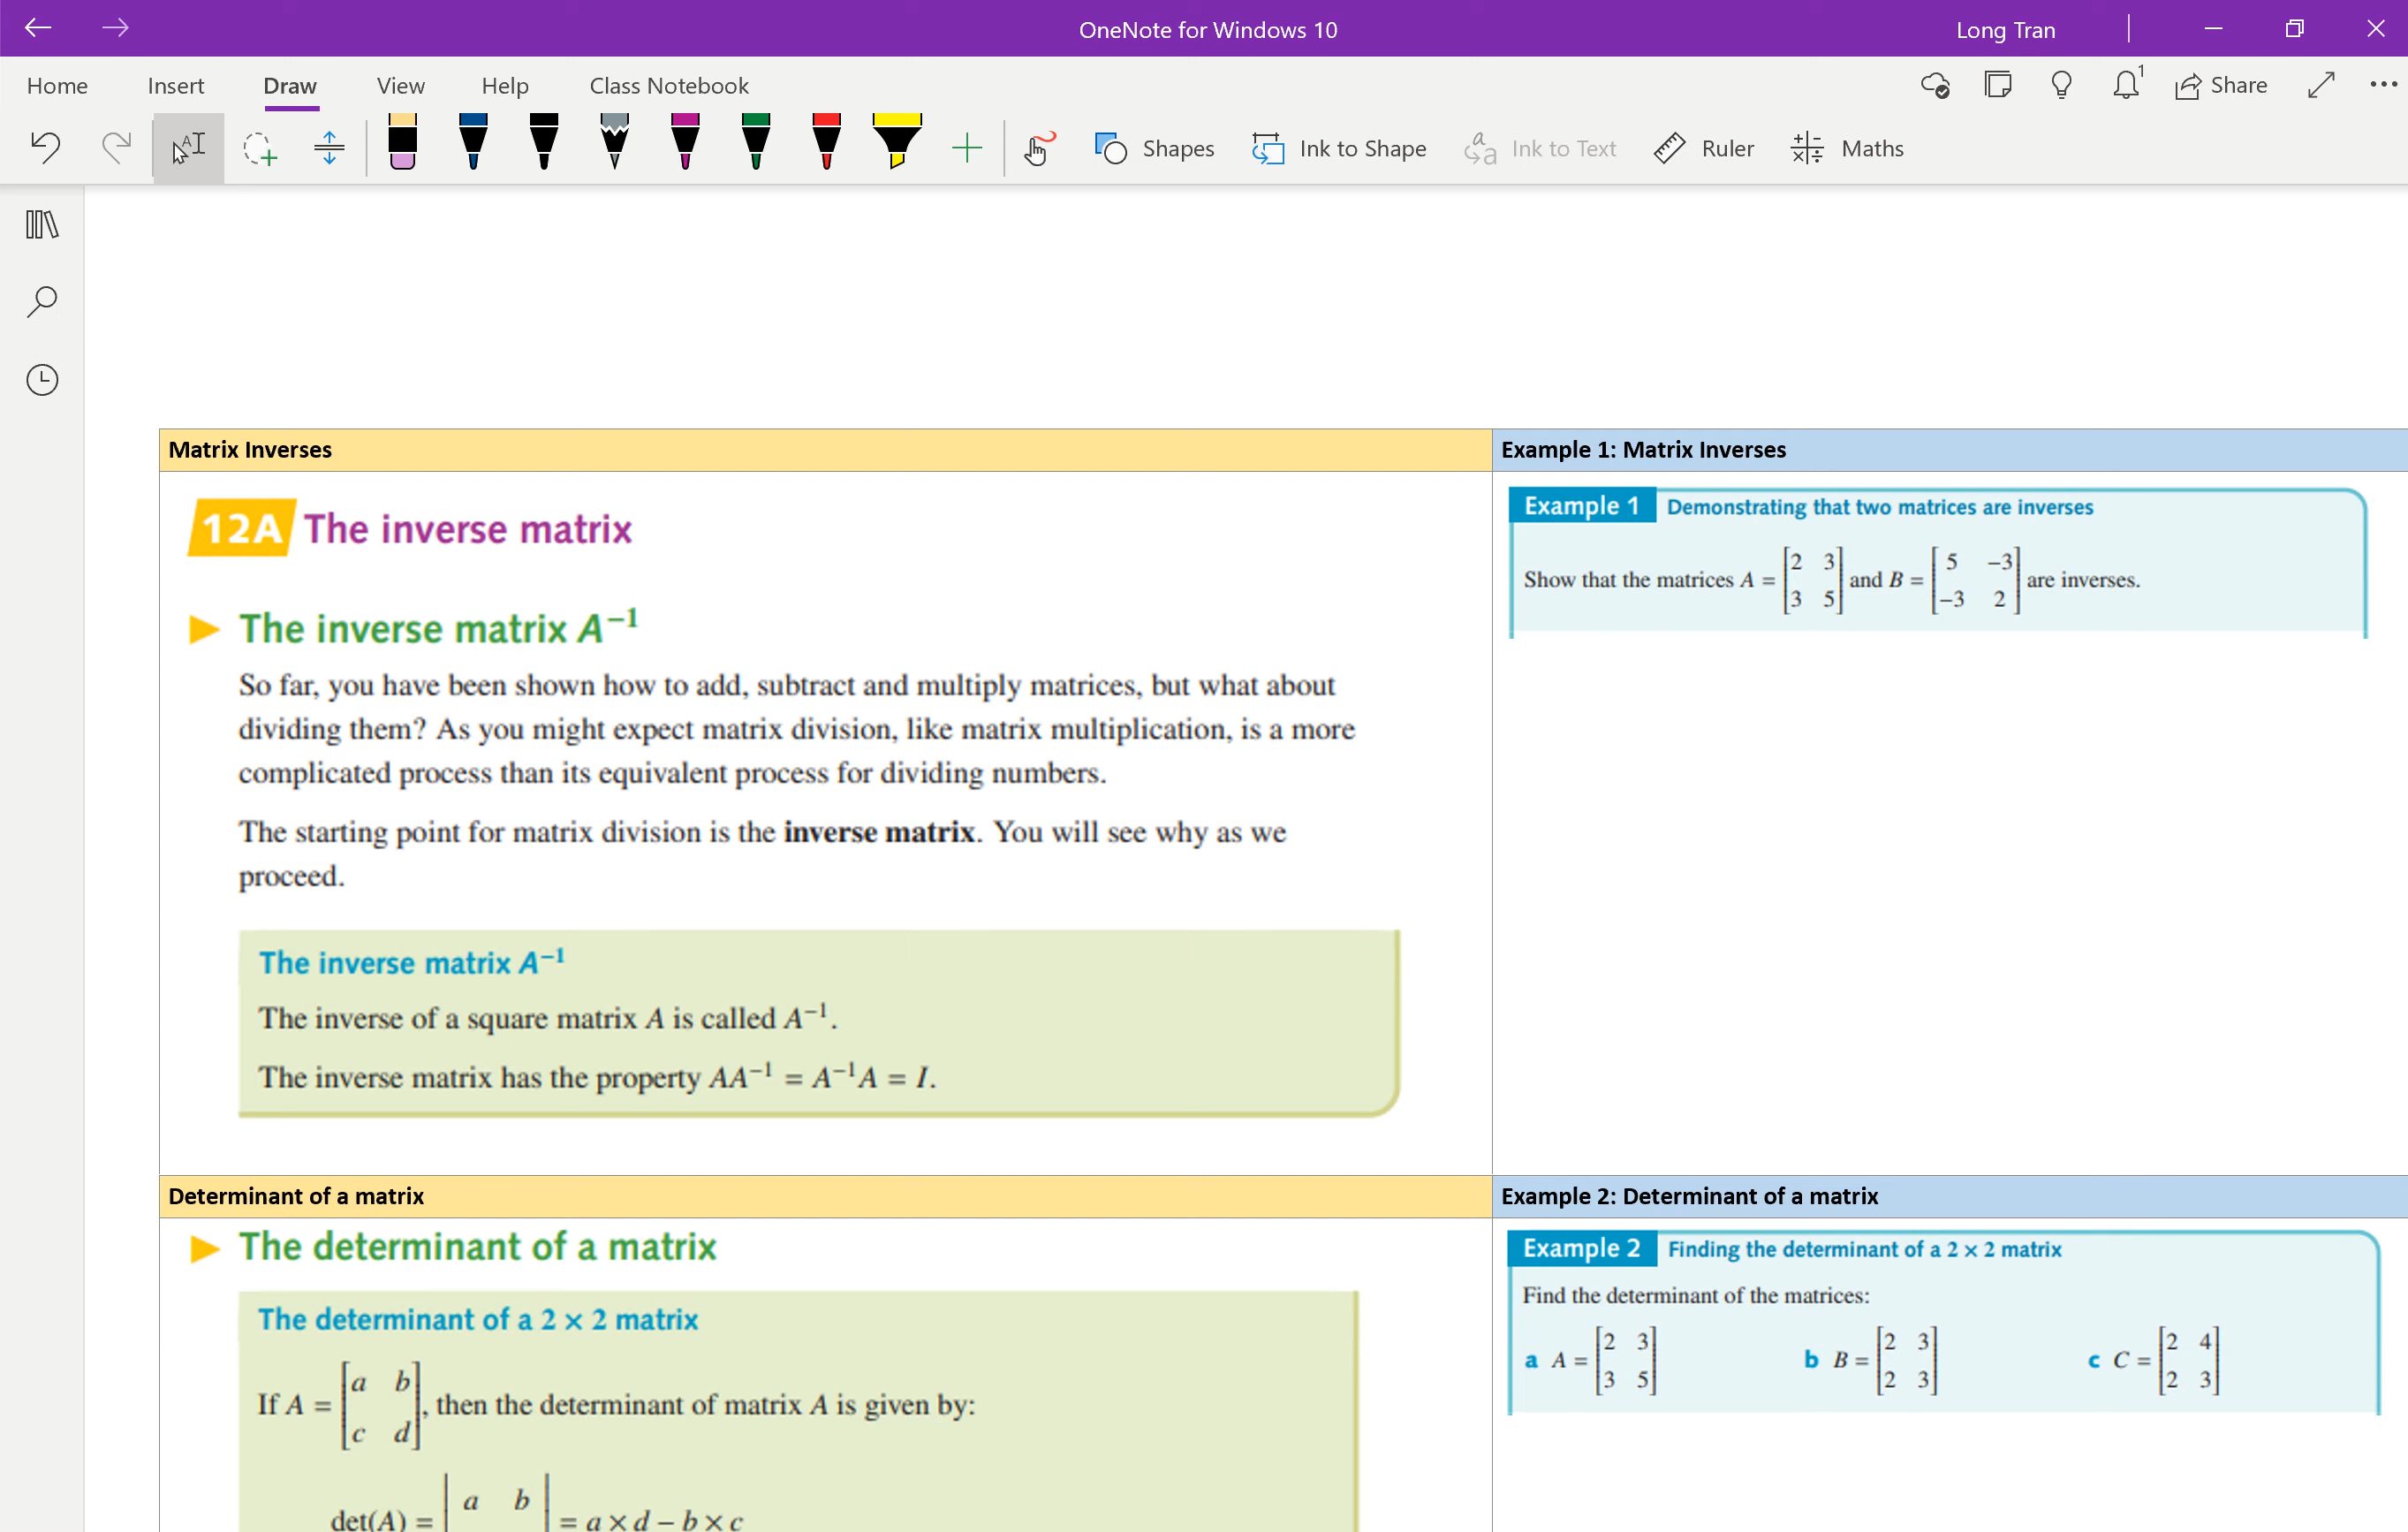 OneNote for Windows 10
Long Tran
Home Insert Draw View Help Class Notebook
1 Share
Shapes Ink to Shape Ink to Text Ruler Maths
Matrix Inverses
12A The inverse matrix
The inverse matrix A⁻¹
So far, you have been shown how to add, subtract and multiply matrices, but what about
dividing them? As you might expect matrix division, like matrix multiplication, is a more
complicated process than its equivalent process for dividing numbers.
The starting point for matrix division is the inverse matrix. You will see why as we
proceed.
The inverse matrix A⁻¹
The inverse of a square matrix A is called A⁻¹.
The inverse matrix has the property AA⁻¹ = A⁻¹A = I.
Example 1: Matrix Inverses
Example 1 Demonstrating that two matrices are inverses
Show that the matrices A = [2 3; 3 5] and B = [5 −3; −3 2] are inverses.
Determinant of a matrix
The determinant of a matrix
The determinant of a 2 × 2 matrix
If A = [a b; c d], then the determinant of matrix A is given by:
det(A) = | a b | = a × d − b × c
Example 2: Determinant of a matrix
Example 2 Finding the determinant of a 2 × 2 matrix
Find the determinant of the matrices:
a A = [2 3; 3 5] b B = [2 3; 2 3] c C = [2 4; 2 3]